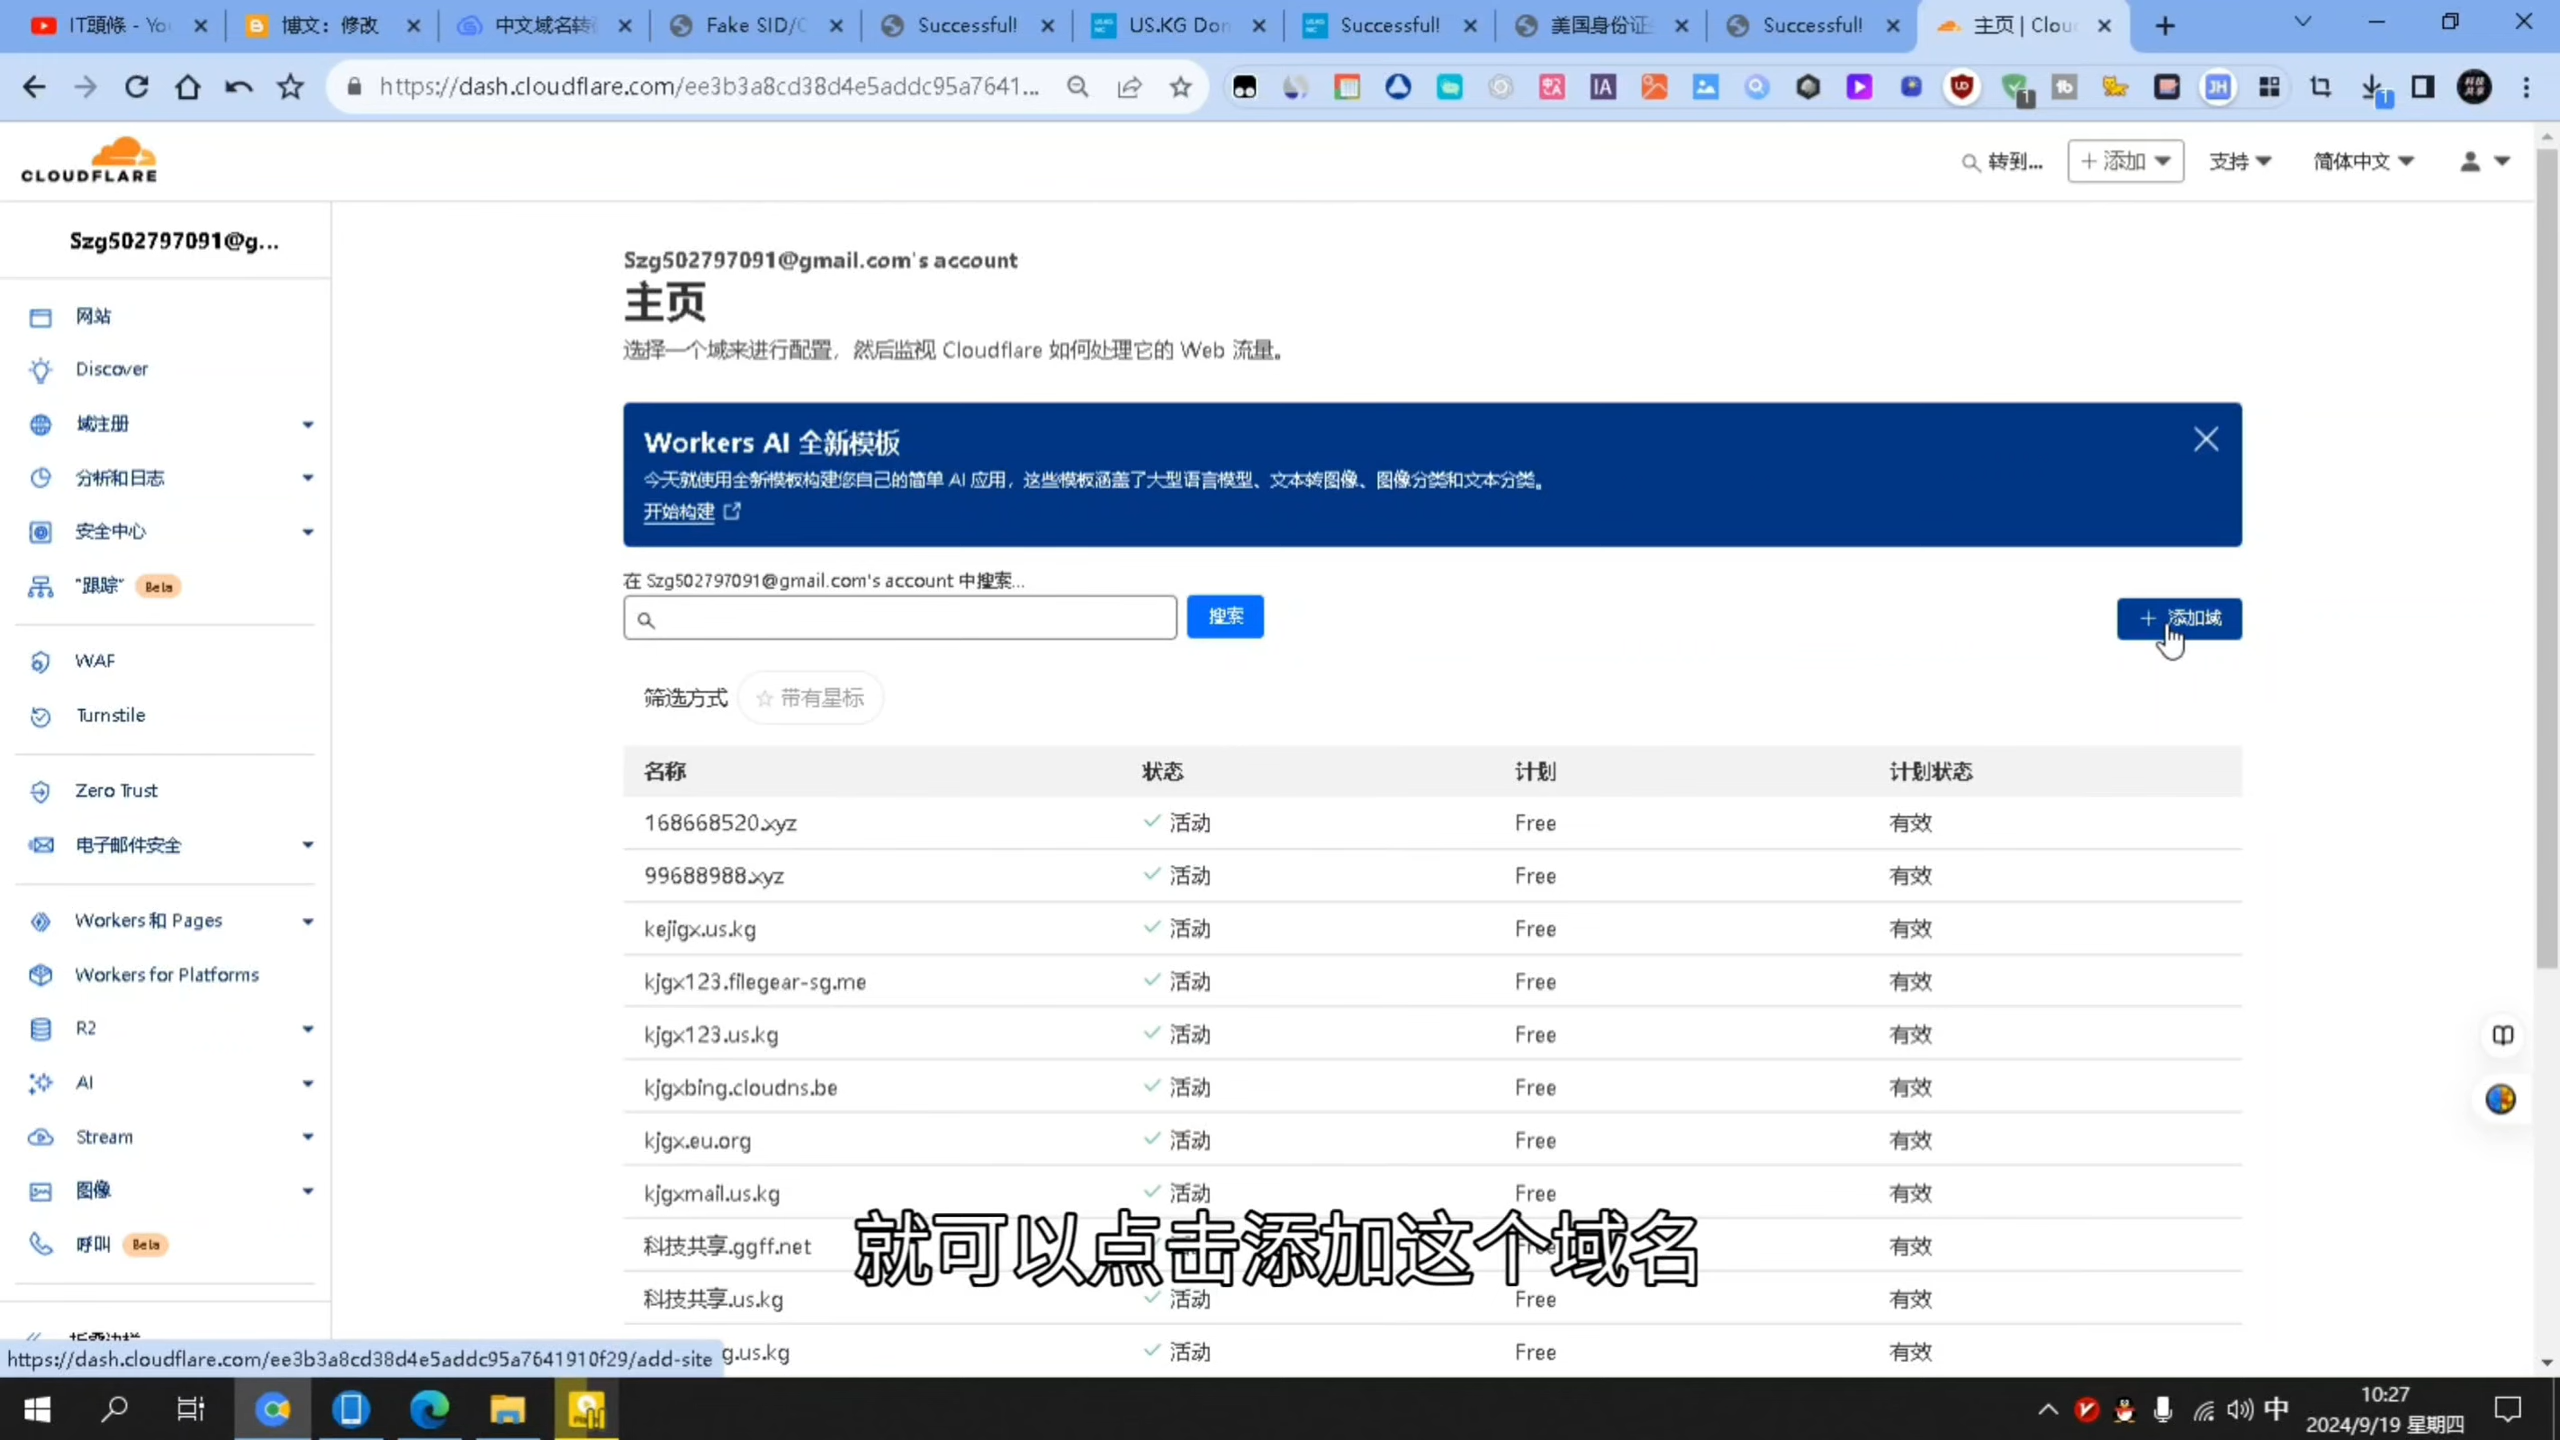 IT頭條 - Yo
博文：修改
中文域名转
Fake SID/C
Successful!
US.KG Don
Successful!
美国身份证
Successful!
主页 | Clou
https://dash.cloudflare.com/ee3b3a8cd38d4e5addc95a7641...
CLOUDFLARE
转到...
+ 添加
支持
简体中文
Szg502797091@g...
网站
Discover
域注册
分析和日志
安全中心
“跟踪” Beta
WAF
Turnstile
Zero Trust
电子邮件安全
Workers 和 Pages
Workers for Platforms
R2
AI
Stream
图像
呼叫 Beta
Szg502797091@gmail.com's account
主页
选择一个域来进行配置，然后监视 Cloudflare 如何处理它的 Web 流量。
Workers AI 全新模板
今天就使用全新模板构建您自己的简单 AI 应用，这些模板涵盖了大型语言模型、文本转图像、图像分类和文本分类。
开始构建
在 Szg502797091@gmail.com's account 中搜索...
搜索
+ 添加域
筛选方式 带有星标
名称 状态 计划 计划状态
168668520.xyz 活动 Free 有效
99688988.xyz 活动 Free 有效
kejigx.us.kg 活动 Free 有效
kjgx123.filegear-sg.me 活动 Free 有效
kjgx123.us.kg 活动 Free 有效
kjgxbing.cloudns.be 活动 Free 有效
kjgx.eu.org 活动 Free 有效
kjgxmail.us.kg 活动 Free 有效
科技共享.ggff.net 有效
就可以点击添加这个域名
科技共享.us.kg 活动 Free 有效
g.us.kg 活动 Free 有效
https://dash.cloudflare.com/ee3b3a8cd38d4e5addc95a7641910f29/add-site
中
10:27
2024/9/19 星期四